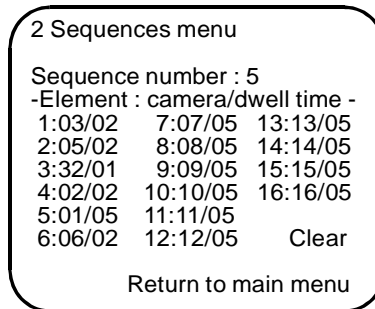 2 Sequences menu
Sequence number : 5
-Element : camera/dwell time -
1:03/02 7:07/05 13:13/05
2:05/02 8:08/05 14:14/05
3:32/01 9:09/05 15:15/05
4:02/02 10:10/05 16:16/05
5:01/05 11:11/05
6:06/02 12:12/05 Clear
Return to main menu